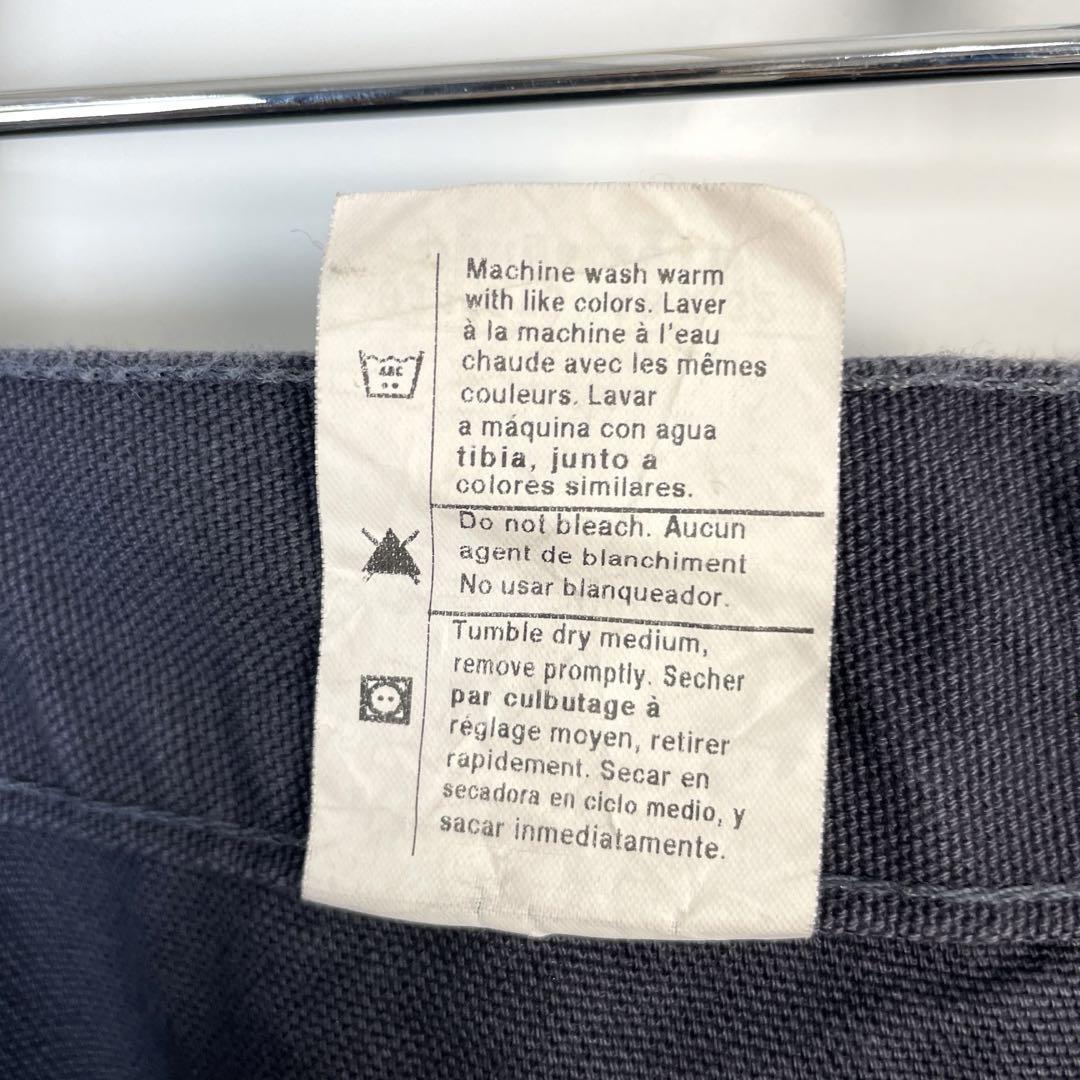 Machine wash warm
with like colors. Laver
à la machine à l'eau
chaude avec les mêmes
couleurs. Lavar
a máquina con agua
tibia, junto a
colores similares.
Do not bleach. Aucun
agent de blanchiment
No usar blanqueador.
Tumble dry medium,
remove promptly. Secher
par culbutage à
réglage moyen, retirer
rapidement. Secar en
secadora en ciclo medio, y
sacar inmediatamente.